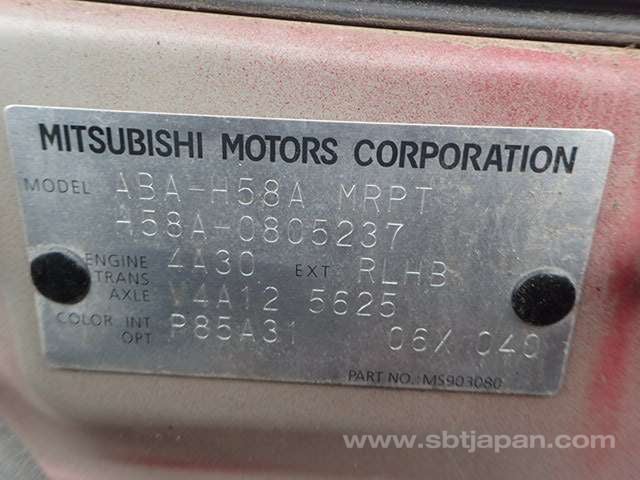 MITSUBISHI MOTORS CORPORATION
MODEL ABA-H58A MRPT
H58A-0805237
ENGINE 4A30 EXT RLHB
TRANS
AXLE V4A12 5625
COLOR, INT P85A31 06X 040
OPT
PART NO.: MS903080
www.sbtjapan.com